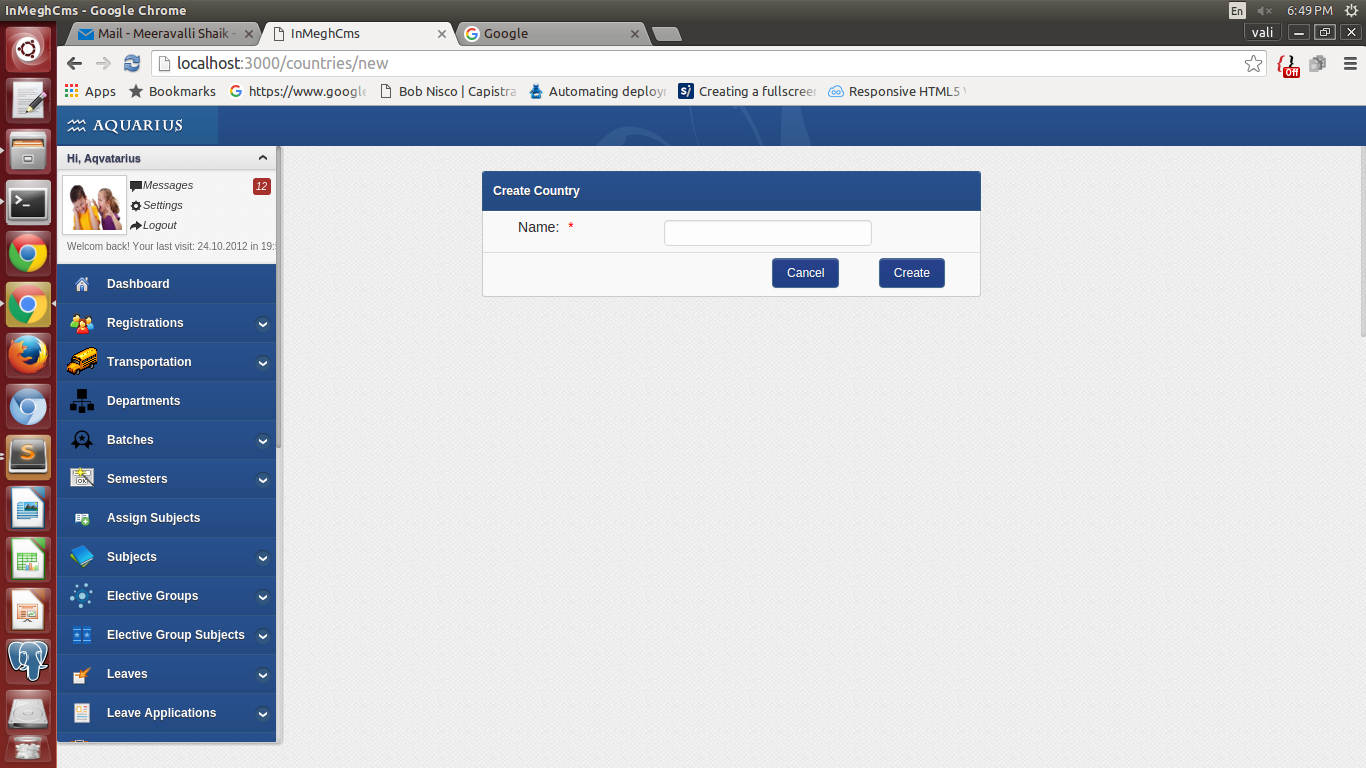 InMeghCms - Google Chrome
En
6:49 PM
Mail - Meeravalli Shaik -
InMeghCms
Google
vali
localhost:3000/countries/new
Off
Apps
Bookmarks
https://www.google
Bob Nisco | Capistra
Automating deploy
Creating a fullscree
Responsive HTML5
AQUARIUS
Hi, Aqvatarius
Messages
12
Settings
Logout
Welcom back! Your last visit: 24.10.2012 in 19:
Create Country
Name: *
Cancel
Create
Dashboard
Registrations
Transportation
Departments
Batches
Semesters
Assign Subjects
Subjects
Elective Groups
Elective Group Subjects
Leaves
Leave Applications